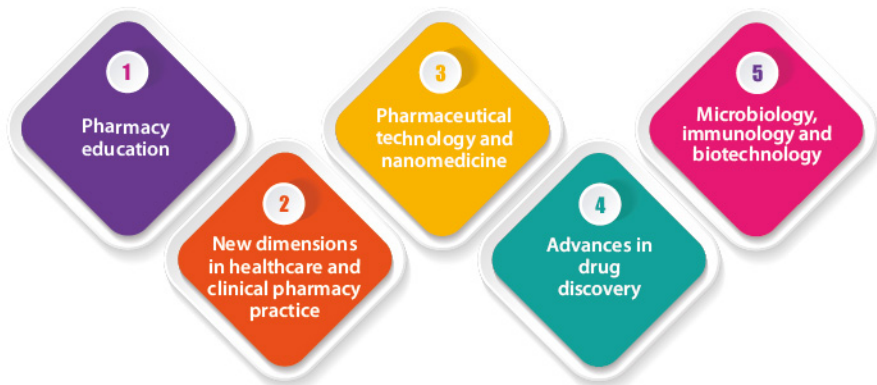 1
Pharmacy
education
2
New dimensions
in healthcare and
clinical pharmacy
practice
3
Pharmaceutical
technology and
nanomedicine
4
Advances in
drug
discovery
5
Microbiology,
immunology and
biotechnology